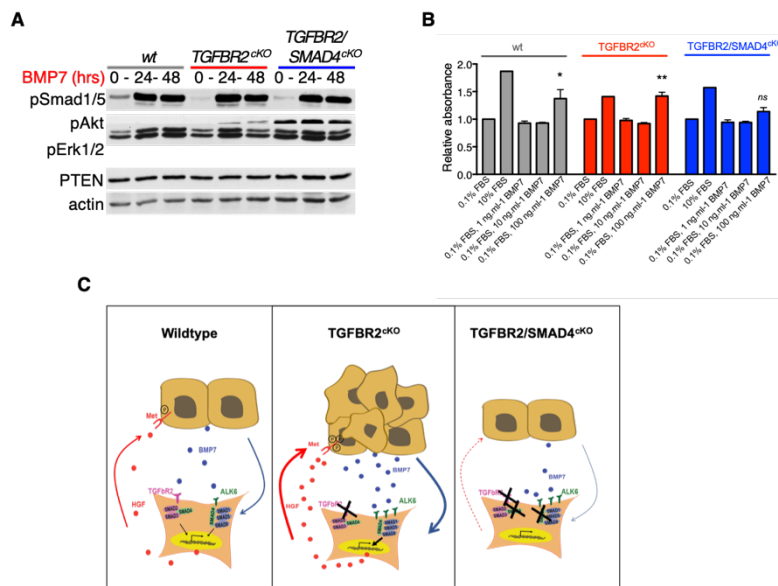 A
wt
TGFBR2cKO
TGFBR2/
SMAD4cKO
BMP7 (hrs) 0 - 24- 48 0 - 24- 48 0 - 24- 48
pSmad1/5
pAkt
pErk1/2
PTEN
actin
B
wt
TGFBR2cKO
TGFBR2/SMAD4cKO
Relative absorbance
2.0
1.5
1.0
0.5
0.0
*
**
ns
0.1% FBS
10% FBS
0.1% FBS, 1 ng.ml-1 BMP7
0.1% FBS, 10 ng.ml-1 BMP7
0.1% FBS, 100 ng.ml-1 BMP7
0.1% FBS
10% FBS
0.1% FBS, 1 ng.ml-1 BMP7
0.1% FBS, 10 ng.ml-1 BMP7
0.1% FBS, 100 ng.ml-1 BMP7
0.1% FBS
10% FBS
0.1% FBS, 1 ng.ml-1 BMP7
0.1% FBS, 10 ng.ml-1 BMP7
0.1% FBS, 100 ng.ml-1 BMP7
C
Wildtype
Met
P
BMP7
HGF
TGFbR2
ALK6
TGFBR2cKO
Met
P
P
P
BMP7
HGF
ALK6
TGFBR2/SMAD4cKO
BMP7
HGF
ALK6